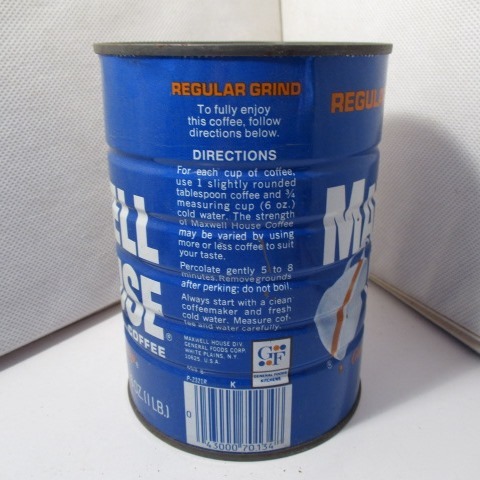 REGULAR GRIND
To fully enjoy
this coffee, follow
directions below.
DIRECTIONS
For each cup of coffee,
use 1 slightly rounded
tablespoon coffee and ¾
measuring cup (6 oz.)
cold water. The strength
of Maxwell House Coffee
may be varied by using
more or less coffee to suit
your taste.
Percolate gently 5 to 8
minutes. Remove grounds
after perking; do not boil.
Always start with a clean
coffeemaker and fresh
cold water. Measure cof-
fee and water carefully.
MAXWELL HOUSE DIV.
GENERAL FOODS CORP.
WHITE PLAINS, N.Y.
10625, U.S.A.
GF
GENERAL FOODS
KITCHENS
K
0
43000 70134
ELL
USE®
COFFEE
OZ. (1 LB.)
REGUL
MA